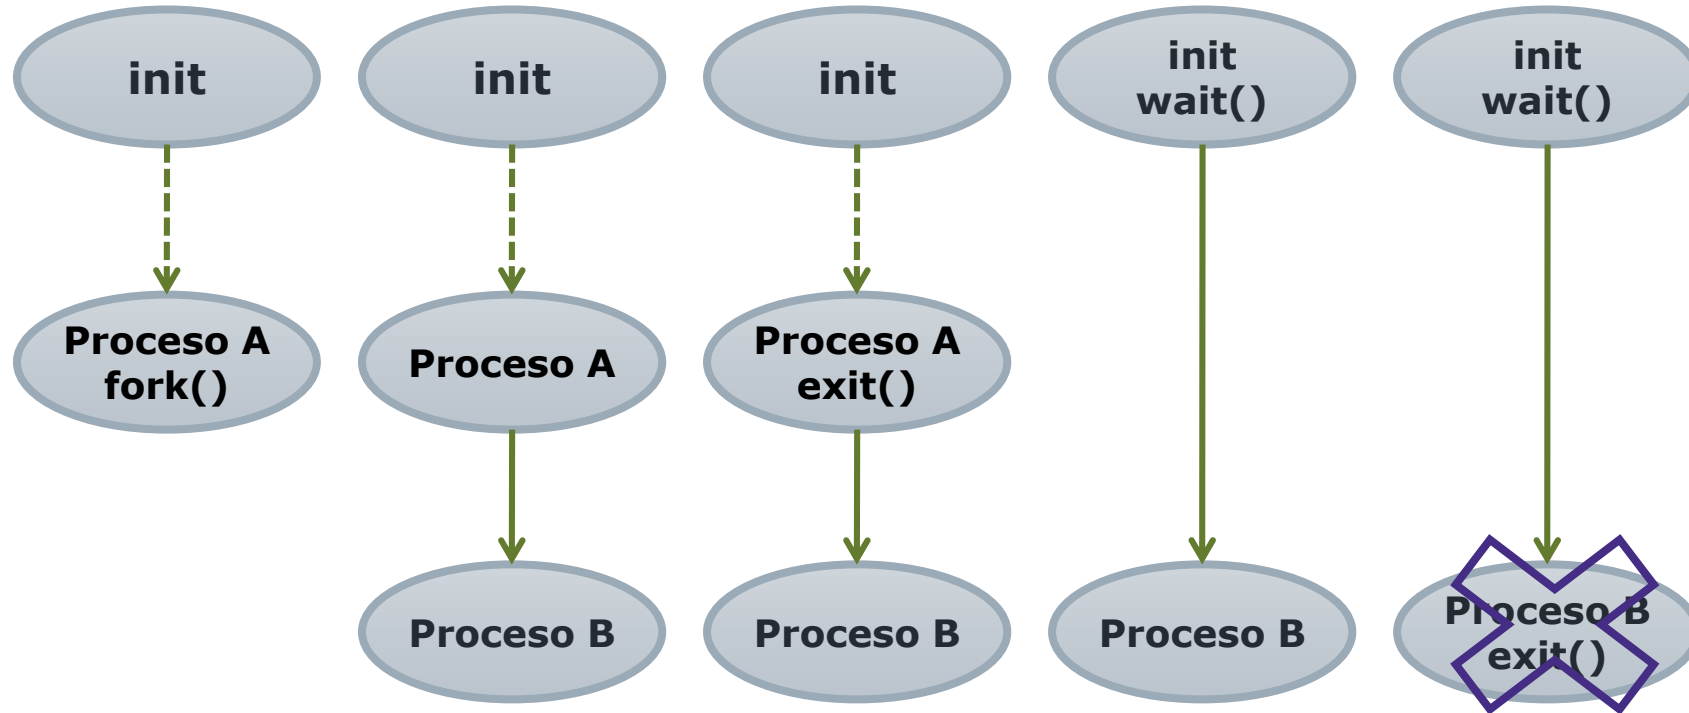 init
init
init
init
wait()
init
wait()
Proceso A
fork()
Proceso A
Proceso A
exit()
Proceso B
Proceso B
Proceso B
Proceso B
exit()